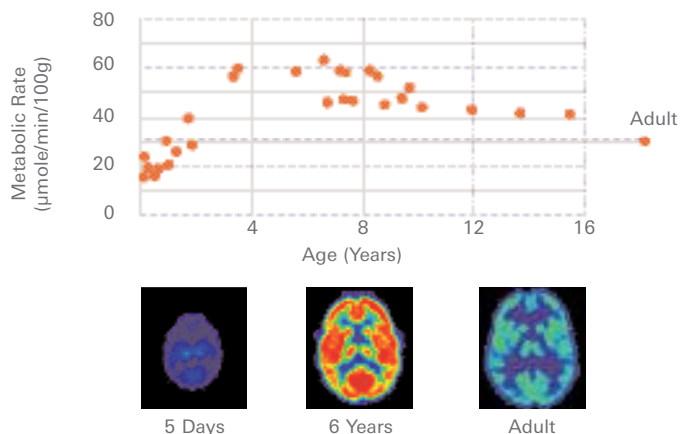 80
60
40
20
0
Metabolic Rate
(µmole/min/100g)
Adult
4
8
12
16
Age (Years)
5 Days
6 Years
Adult